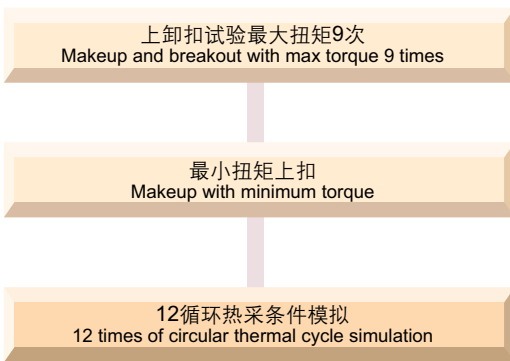 上卸扣试验最大扭矩9次
Makeup and breakout with max torque 9 times
最小扭矩上扣
Makeup with minimum torque
12循环热采条件模拟
12 times of circular thermal cycle simulation